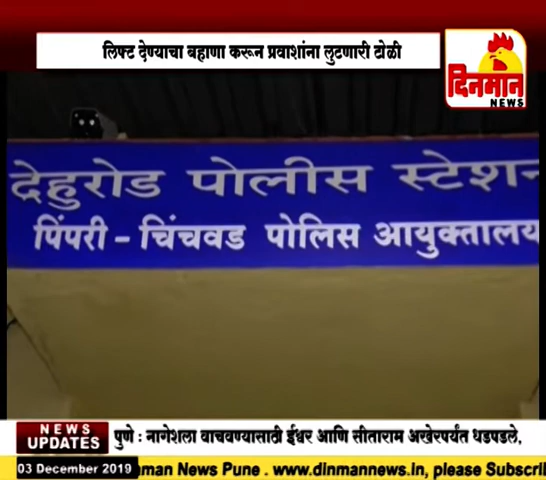 लिफ्ट देण्याचा बहाणा करून प्रवाशांना लुटणारी टोळी
दिनमान
NEWS
देहुरोड पोलीस स्टेशन
पिंपरी - चिंचवड पोलिस आयुक्तालय
NEWS
UPDATES
पुणे : नागेशला वाचवण्यासाठी ईश्वर आणि सीताराम अखेरपर्यंत धडपडले,
03 December 2019
man News Pune . www.dinmannews.in, please Subscri